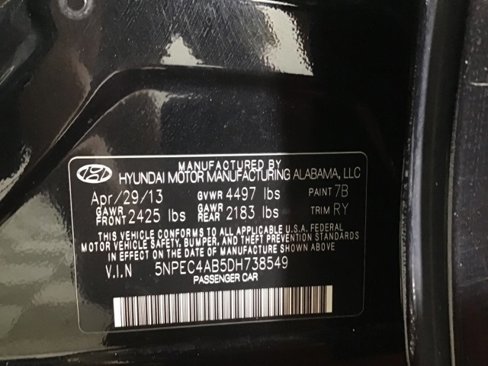 MANUFACTURED BY
HYUNDAI MOTOR MANUFACTURING ALABAMA, LLC
Apr/29/13 GVWR 4497 lbs PAINT 7B
GAWR FRONT 2425 lbs GAWR REAR 2183 lbs TRIM RY
THIS VEHICLE CONFORMS TO ALL APPLICABLE U.S.A. FEDERAL
MOTOR VEHICLE SAFETY, BUMPER, AND THEFT PREVENTION STANDARDS
IN EFFECT ON THE DATE OF MANUFACTURE SHOWN ABOVE.
V.I.N 5NPEC4AB5DH738549
PASSENGER CAR